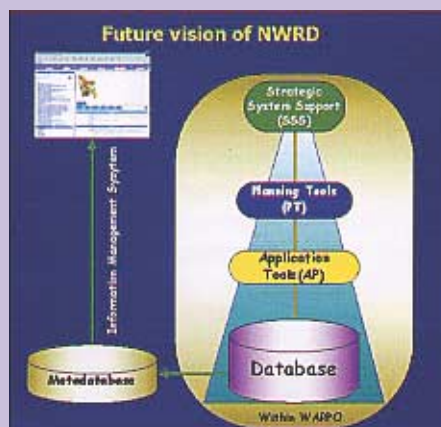 Future vision of NWRD
Strategic
System Support
(SSS)
Planning Tools
(PT)
Application
Tools (AP)
Information Management System
Database
Metadatabase
Within WARPO